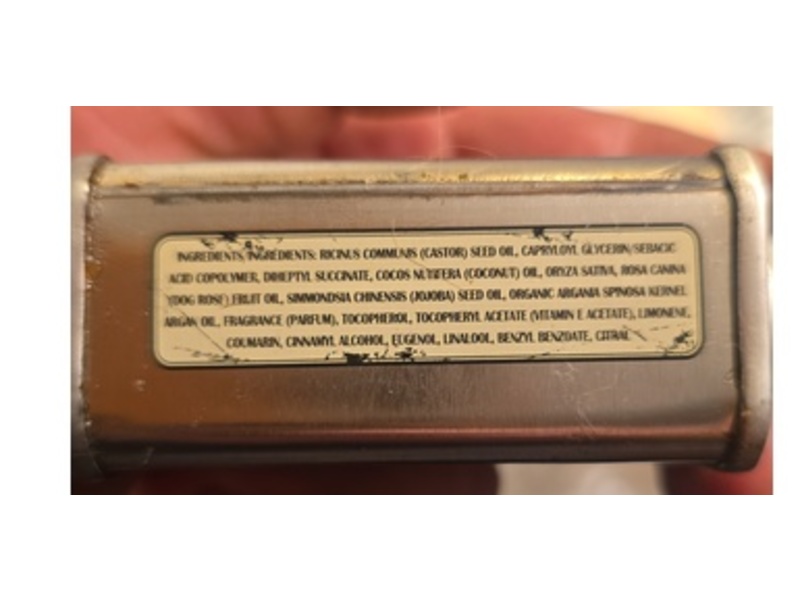 INGREDIENTS/INGRÉDIENTS: RICINUS COMMUNIS (CASTOR) SEED OIL, CAPRYLOYL GLYCERIN/SEBACIC
ACID COPOLYMER, DIHEPTYL SUCCINATE, COCOS NUTIFERA (COCONUT) OIL, ORYZA SATIVA, ROSA CANINA
(DOG ROSE) FRUIT OIL, SIMMONDSIA CHINENSIS (JOJOBA) SEED OIL, ORGANIC ARGANIA SPINOSA KERNEL
ARGAN OIL, FRAGRANCE (PARFUM), TOCOPHEROL, TOCOPHERYL ACETATE (VITAMIN E ACETATE), LIMONENE,
COUMARIN, CINNAMYL ALCOHOL, EUGENOL, LINALOOL, BENZYL BENZOATE, CITRAL